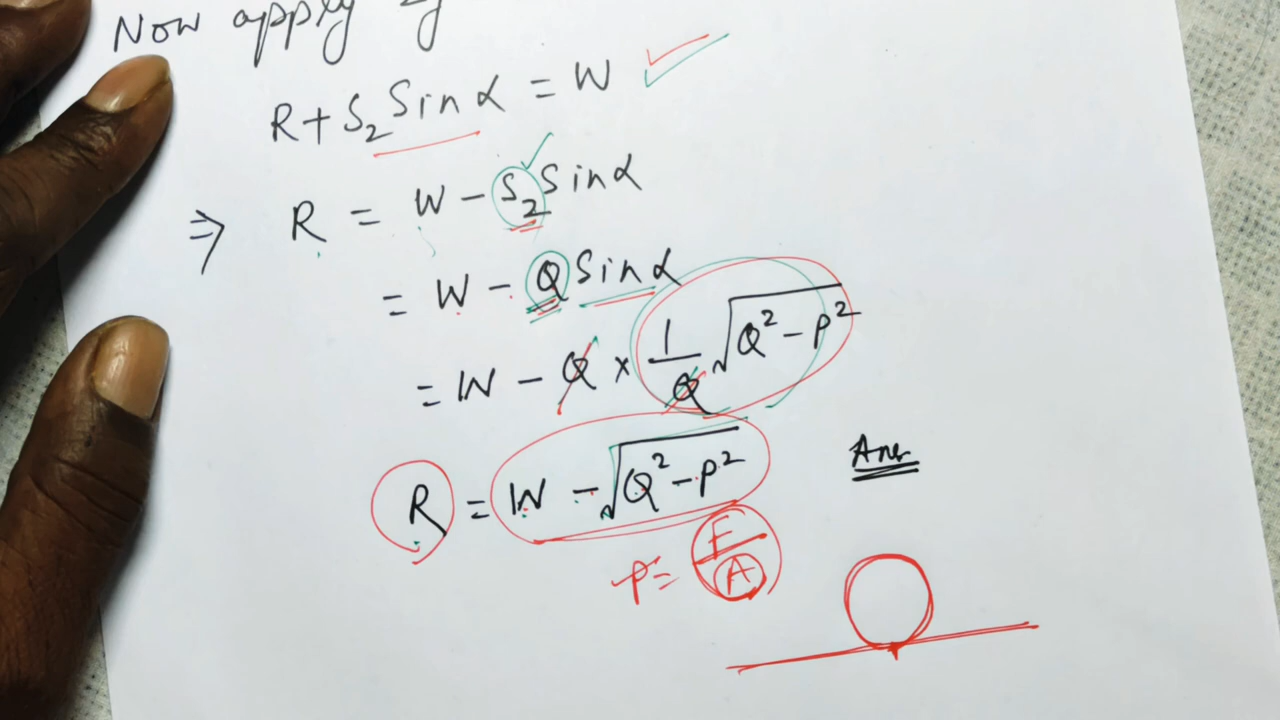 Now apply
R + S₂ Sin α = W
⇒ R = W − S₂ Sin α
= W − Q Sin α
= W − Q × 1/Q √Q² − P²
R = W − √Q² − P²
Ans
P = F/A